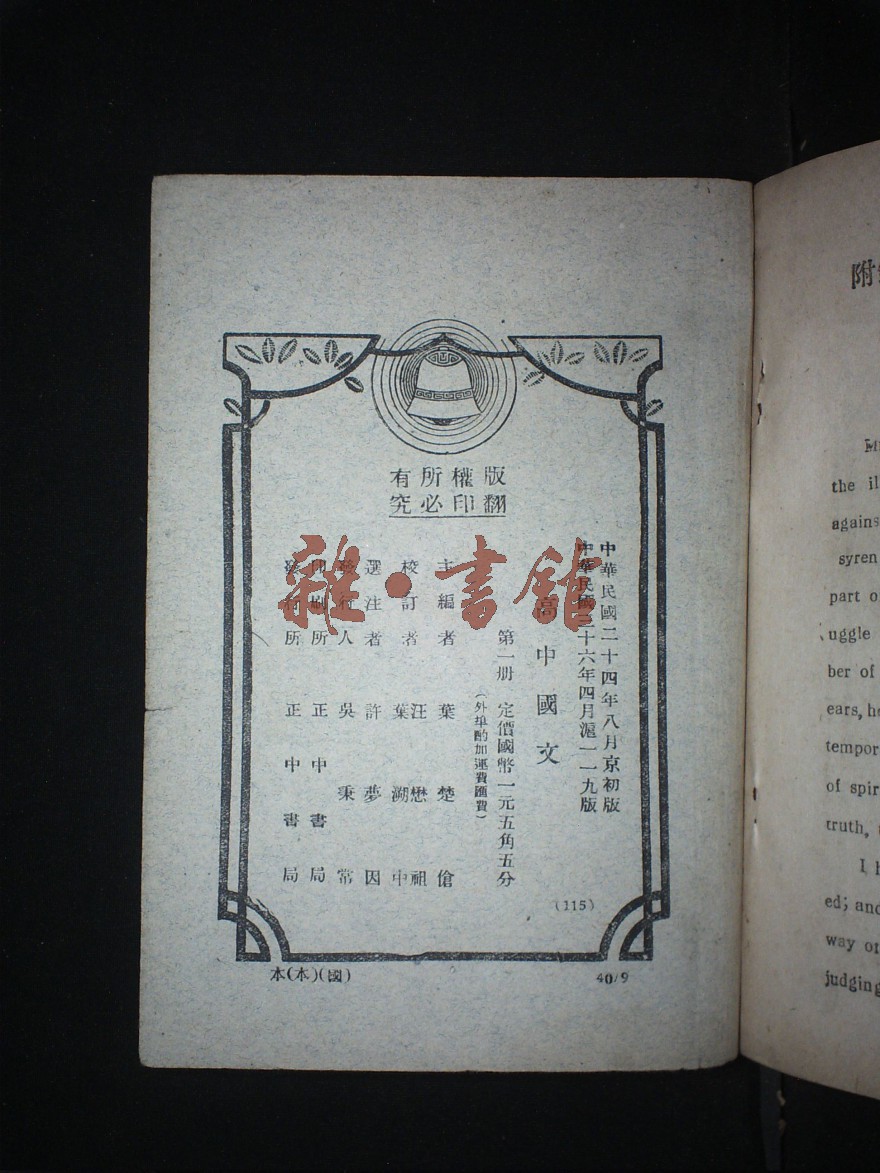 版權所有
翻印必究
中華民國二十四年八月京初版
中華民國三十六年四月滬一一九版
高中國文
第一册 定價國幣一元五角五分
(外埠酌加運費匯費)
主編者 葉楚傖
校訂者 汪懋祖
葉溯中
選注者 許夢因
發行人 吳秉常
印刷所 正中書局
發行所 正中書局
(115)
本(本)(國)
40/9
雜·書館
附
the il
agains
syren
part o
uggle
ber of
ears, he
tempor
of spir
truth,
I h
ed; and
way or
judging